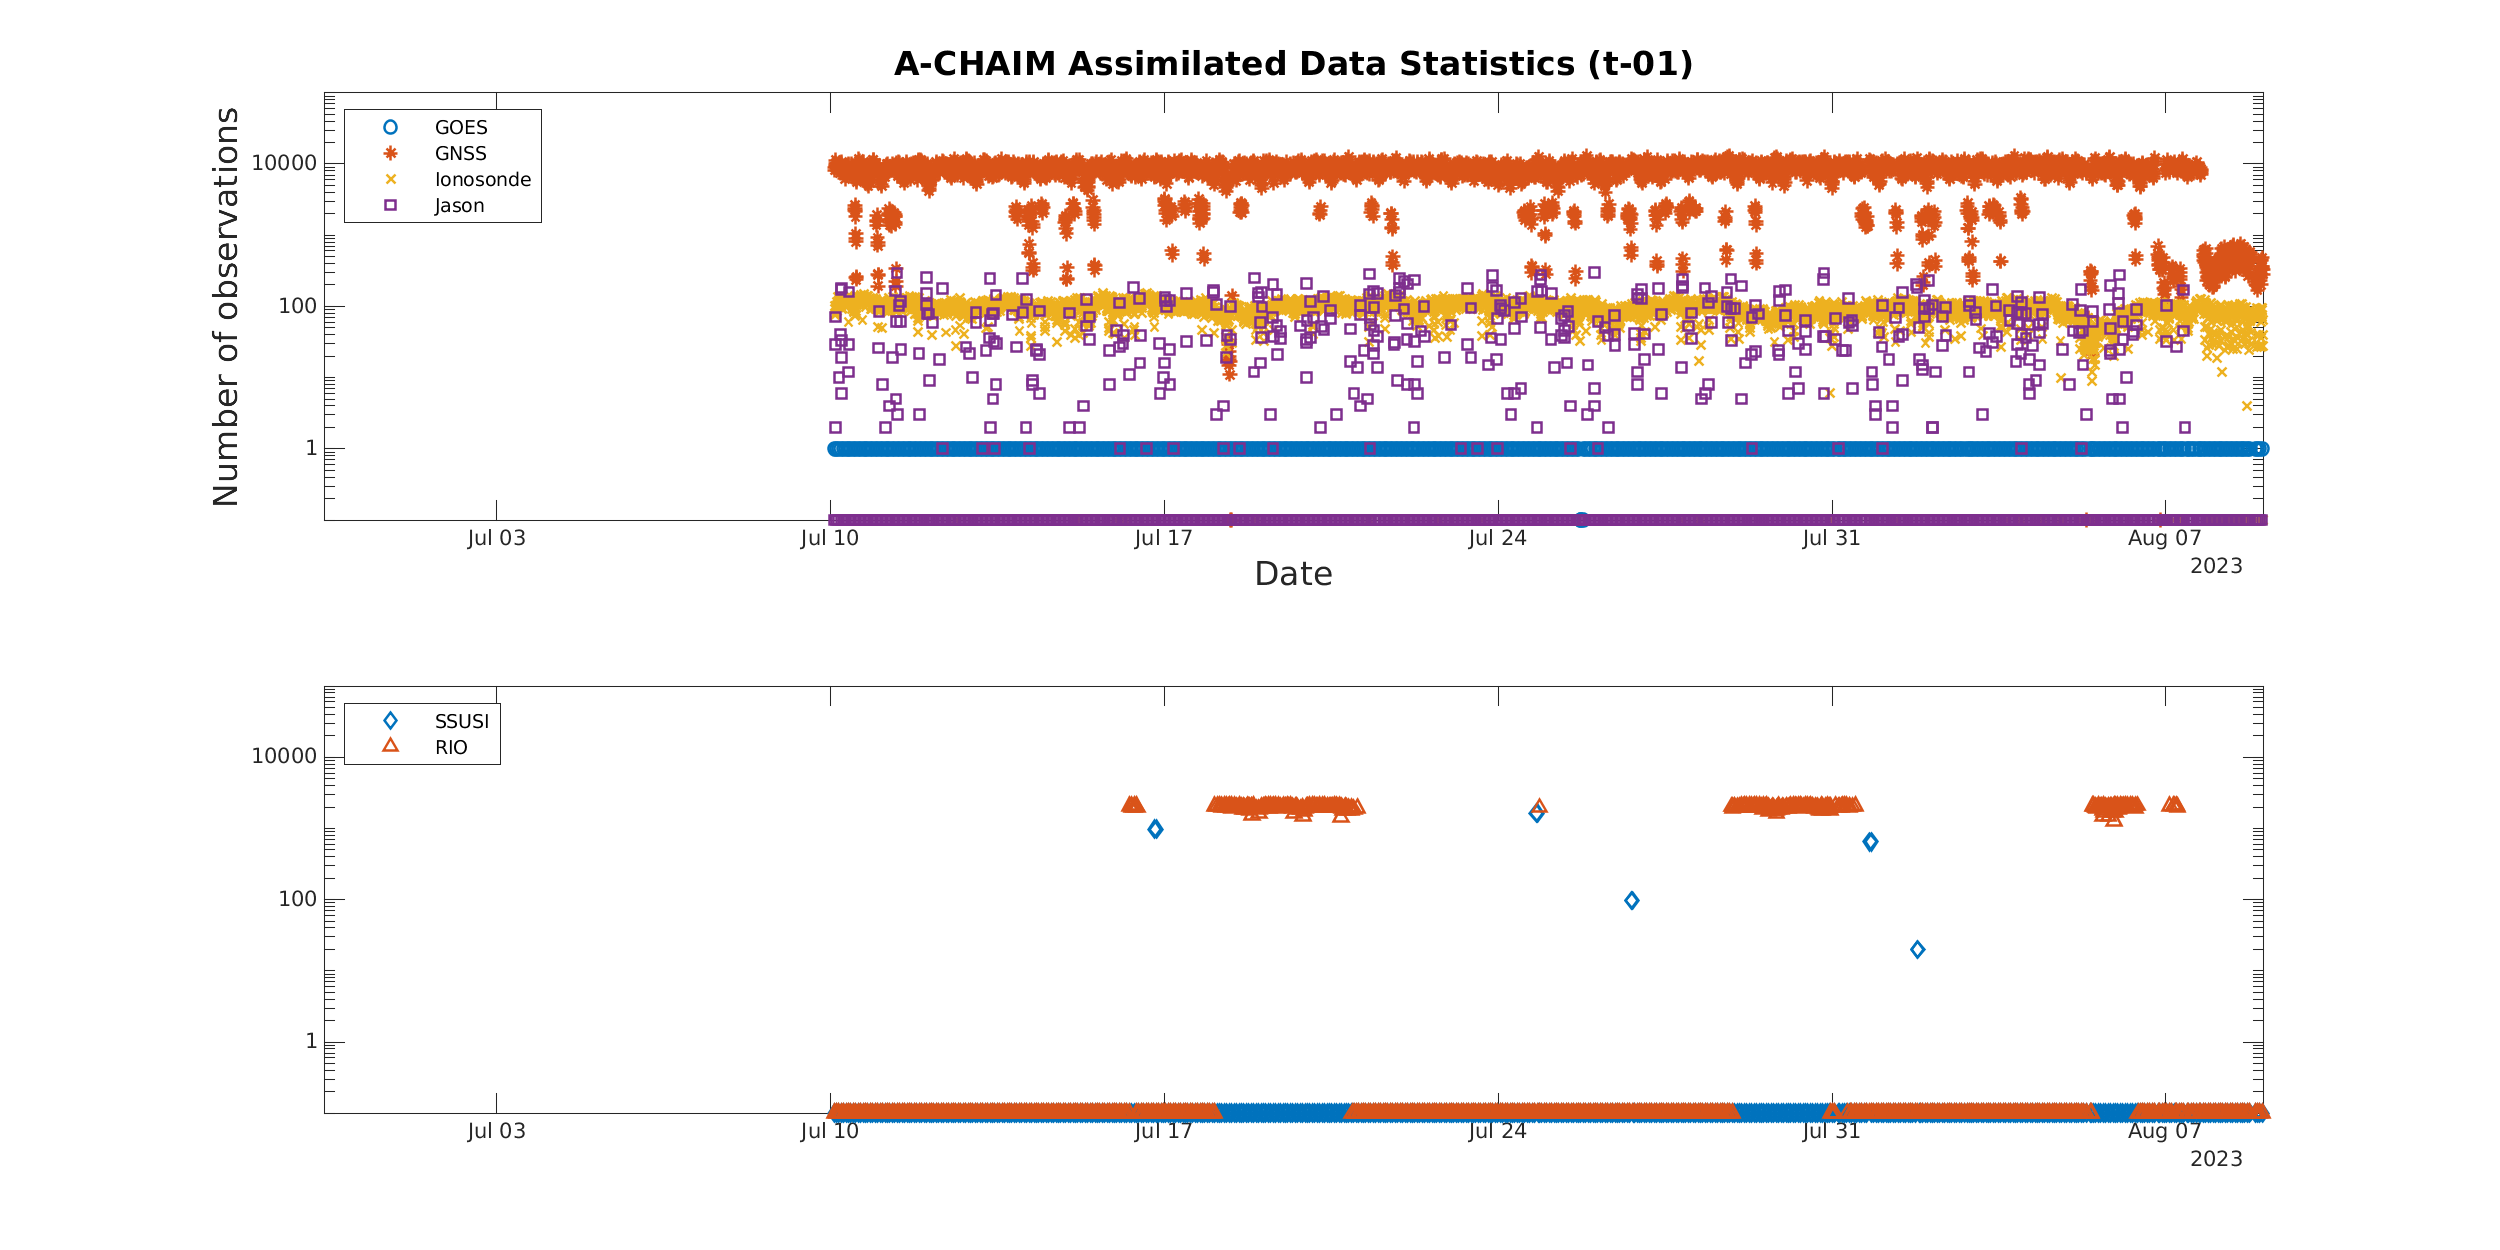 A-CHAIM Assimilated Data Statistics (t-01)
Number of observations
10000
100
1
GOES
GNSS
Ionosonde
Jason
Jul 03
Jul 10
Jul 17
Jul 24
Jul 31
Aug 07
2023
Date
10000
100
1
SSUSI
RIO
Jul 03
Jul 10
Jul 17
Jul 24
Jul 31
Aug 07
2023